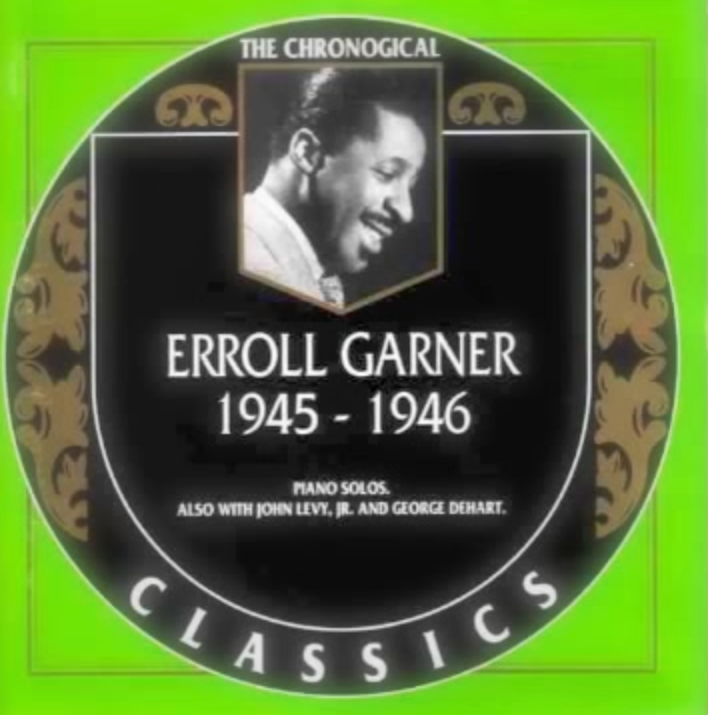 THE CHRONOGICAL
ERROLL GARNER
1945 - 1946
PIANO SOLOS.
ALSO WITH JOHN LEVY, JR. AND GEORGE DEHART.
CLASSICS